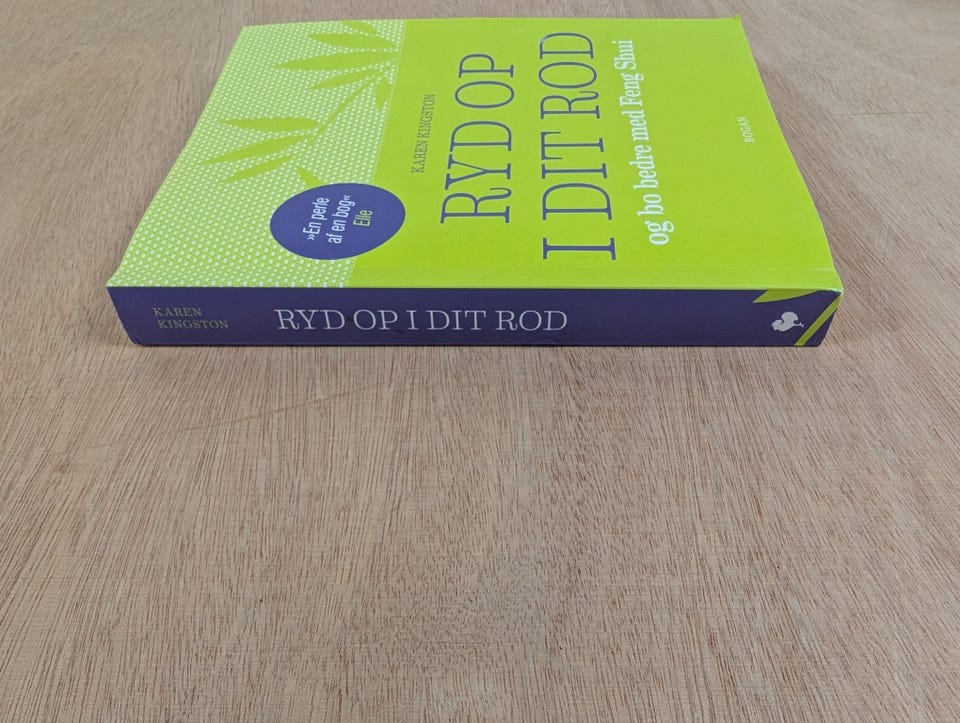 KAREN KINGSTON
RYD OP
I DIT ROD
og bo bedre med Feng Shui
BOGAN
»En perle
af en bog«
Elle
KAREN
KINGSTON
RYD OP I DIT ROD